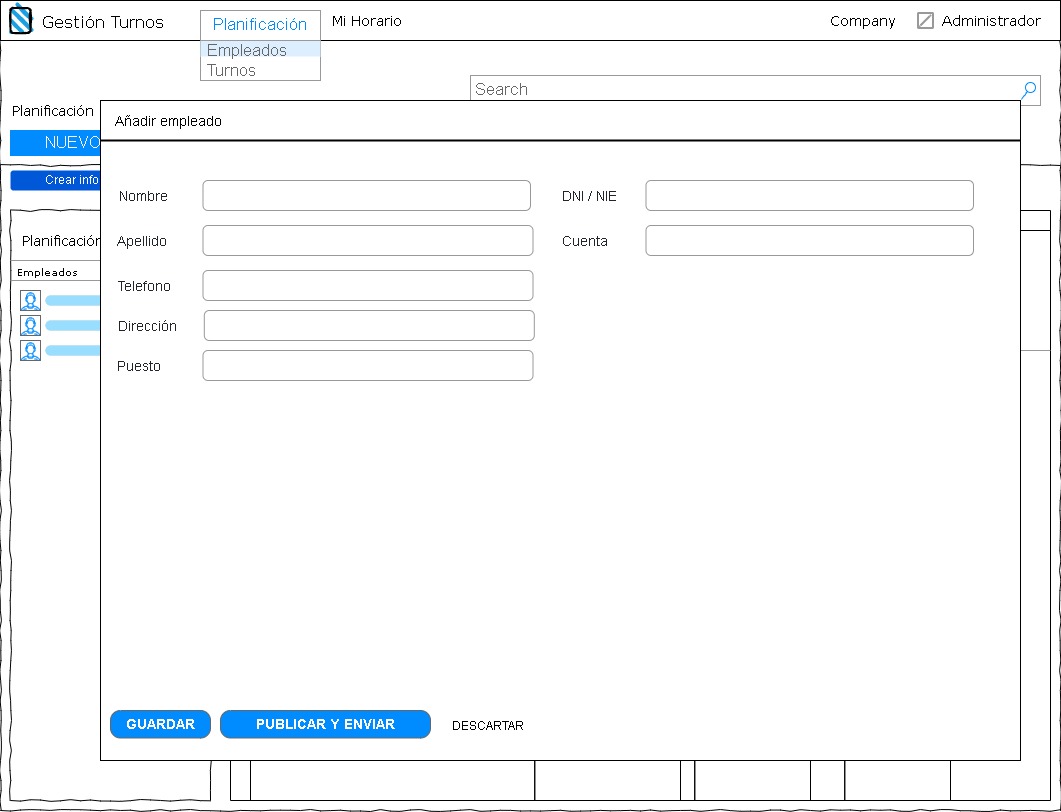 Gestión Turnos
Planificación
Mi Horario
Company
Administrador
Empleados
Turnos
Search
Planificación
NUEVO
Crear info
Planificación
Empleados
Añadir empleado
Nombre
DNI / NIE
Apellido
Cuenta
Telefono
Dirección
Puesto
GUARDAR
PUBLICAR Y ENVIAR
DESCARTAR